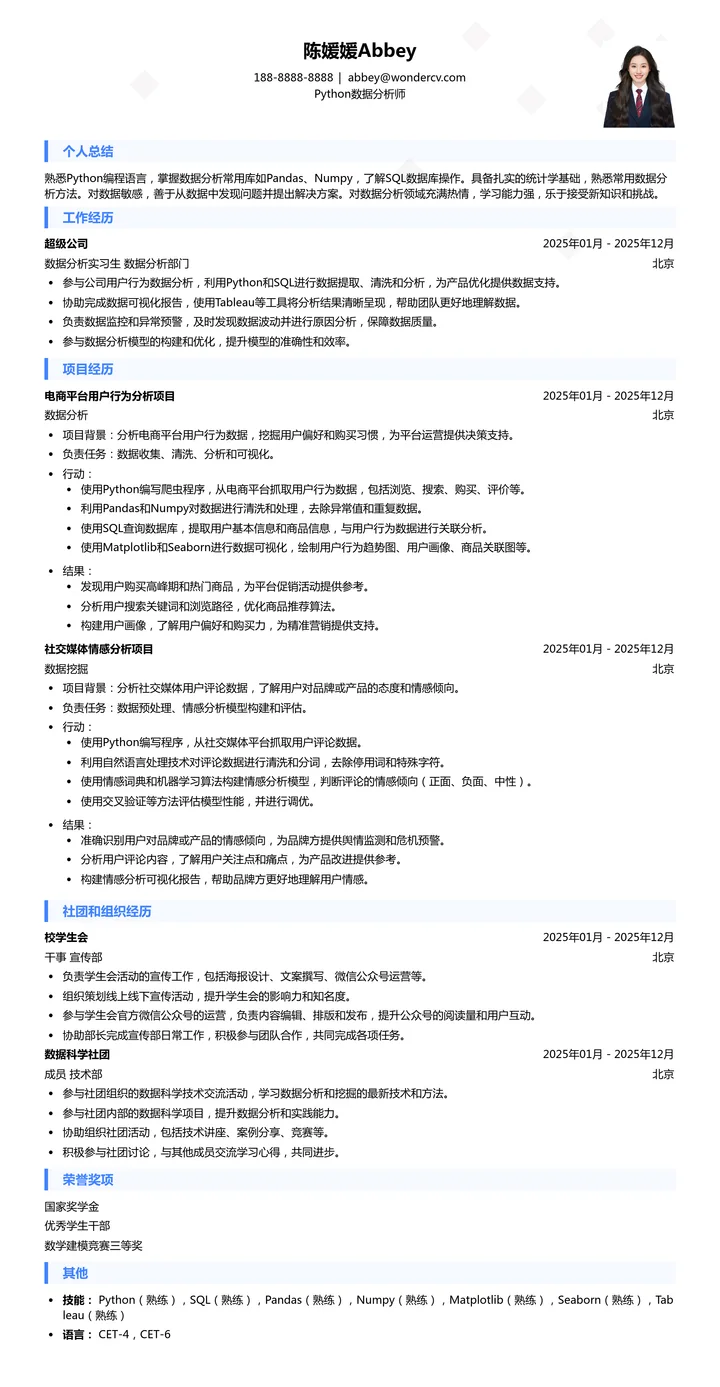 陈媛媛Abbey
188-8888-8888 | abbey@wondercv.com
Python数据分析师
个人总结
熟悉Python编程语言，掌握数据分析常用库如Pandas、Numpy，了解SQL数据库操作。具备扎实的统计学基础，熟悉常用数据分
析方法。对数据敏感，善于从数据中发现问题并提出解决方案。对数据分析领域充满热情，学习能力强，乐于接受新知识和挑战。
工作经历
超级公司 2025年01月 - 2025年12月
数据分析实习生 数据分析部门 北京
• 参与公司用户行为数据分析，利用Python和SQL进行数据提取、清洗和分析，为产品优化提供数据支持。
• 协助完成数据可视化报告，使用Tableau等工具将分析结果清晰呈现，帮助团队更好地理解数据。
• 负责数据监控和异常预警，及时发现数据波动并进行原因分析，保障数据质量。
• 参与数据分析模型的构建和优化，提升模型的准确性和效率。
项目经历
电商平台用户行为分析项目 2025年01月 - 2025年12月
数据分析 北京
• 项目背景：分析电商平台用户行为数据，挖掘用户偏好和购买习惯，为平台运营提供决策支持。
• 负责任务：数据收集、清洗、分析和可视化。
• 行动：
• 使用Python编写爬虫程序，从电商平台抓取用户行为数据，包括浏览、搜索、购买、评价等。
• 利用Pandas和Numpy对数据进行清洗和处理，去除异常值和重复数据。
• 使用SQL查询数据库，提取用户基本信息和商品信息，与用户行为数据进行关联分析。
• 使用Matplotlib和Seaborn进行数据可视化，绘制用户行为趋势图、用户画像、商品关联图等。
• 结果：
• 发现用户购买高峰期和热门商品，为平台促销活动提供参考。
• 分析用户搜索关键词和浏览路径，优化商品推荐算法。
• 构建用户画像，了解用户偏好和购买力，为精准营销提供支持。
社交媒体情感分析项目 2025年01月 - 2025年12月
数据挖掘 北京
• 项目背景：分析社交媒体用户评论数据，了解用户对品牌或产品的态度和情感倾向。
• 负责任务：数据预处理、情感分析模型构建和评估。
• 行动：
• 使用Python编写程序，从社交媒体平台抓取用户评论数据。
• 利用自然语言处理技术对评论数据进行清洗和分词，去除停用词和特殊字符。
• 使用情感词典和机器学习算法构建情感分析模型，判断评论的情感倾向（正面、负面、中性）。
• 使用交叉验证等方法评估模型性能，并进行调优。
• 结果：
• 准确识别用户对品牌或产品的情感倾向，为品牌方提供舆情监测和危机预警。
• 分析用户评论内容，了解用户关注点和痛点，为产品改进提供参考。
• 构建情感分析可视化报告，帮助品牌方更好地理解用户情感。
社团和组织经历
校学生会 2025年01月 - 2025年12月
干事 宣传部 北京
• 负责学生会活动的宣传工作，包括海报设计、文案撰写、微信公众号运营等。
• 组织策划线上线下宣传活动，提升学生会的影响力和知名度。
• 参与学生会官方微信公众号的运营，负责内容编辑、排版和发布，提升公众号的阅读量和用户互动。
• 协助部长完成宣传部日常工作，积极参与团队合作，共同完成各项任务。
数据科学社团 2025年01月 - 2025年12月
成员 技术部 北京
• 参与社团组织的数据科学技术交流活动，学习数据分析和挖掘的最新技术和方法。
• 参与社团内部的数据科学项目，提升数据分析和实践能力。
• 协助组织社团活动，包括技术讲座、案例分享、竞赛等。
• 积极参与社团讨论，与其他成员交流学习心得，共同进步。
荣誉奖项
国家奖学金
优秀学生干部
数学建模竞赛三等奖
其他
• 技能： Python（熟练），SQL（熟练），Pandas（熟练），Numpy（熟练），Matplotlib（熟练），Seaborn（熟练），Tab
leau（熟练）
• 语言： CET-4，CET-6